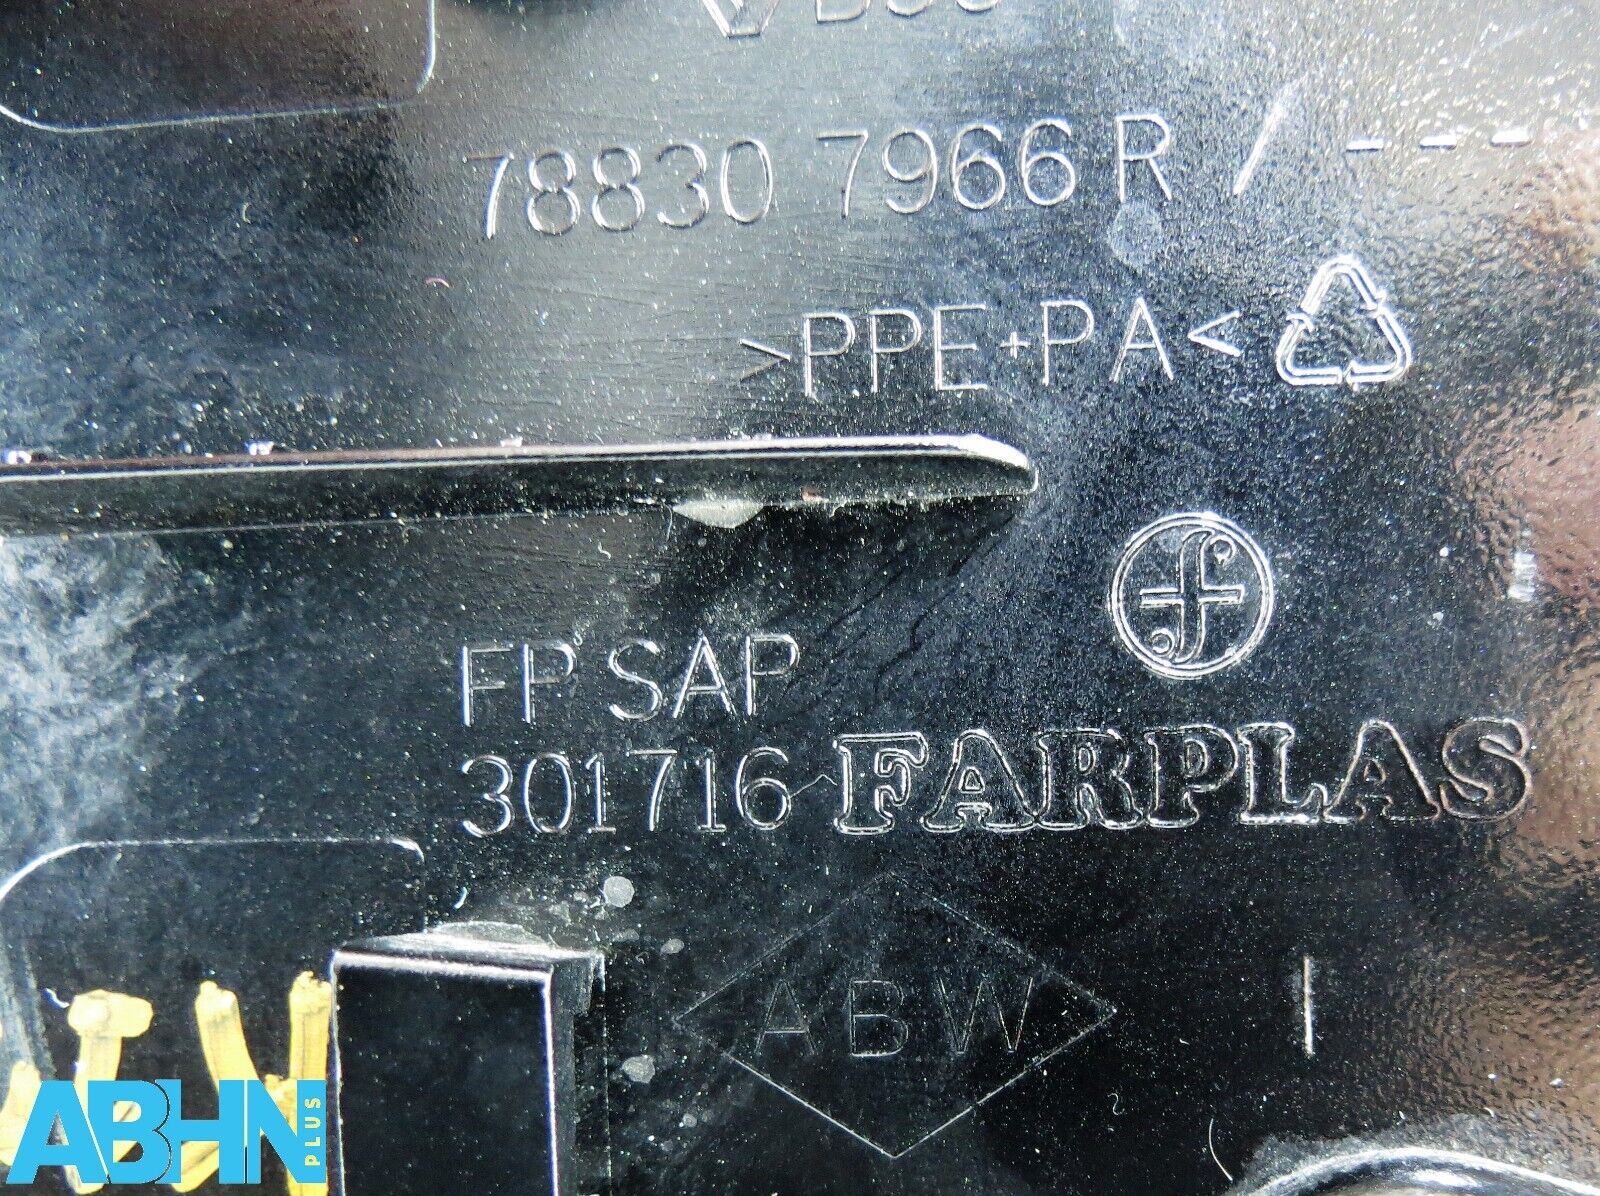 78830 7966 R / ---
>PPE+PA<
f
FP SAP
301716 FARPLAS
ABW
I
ABHN PLUS